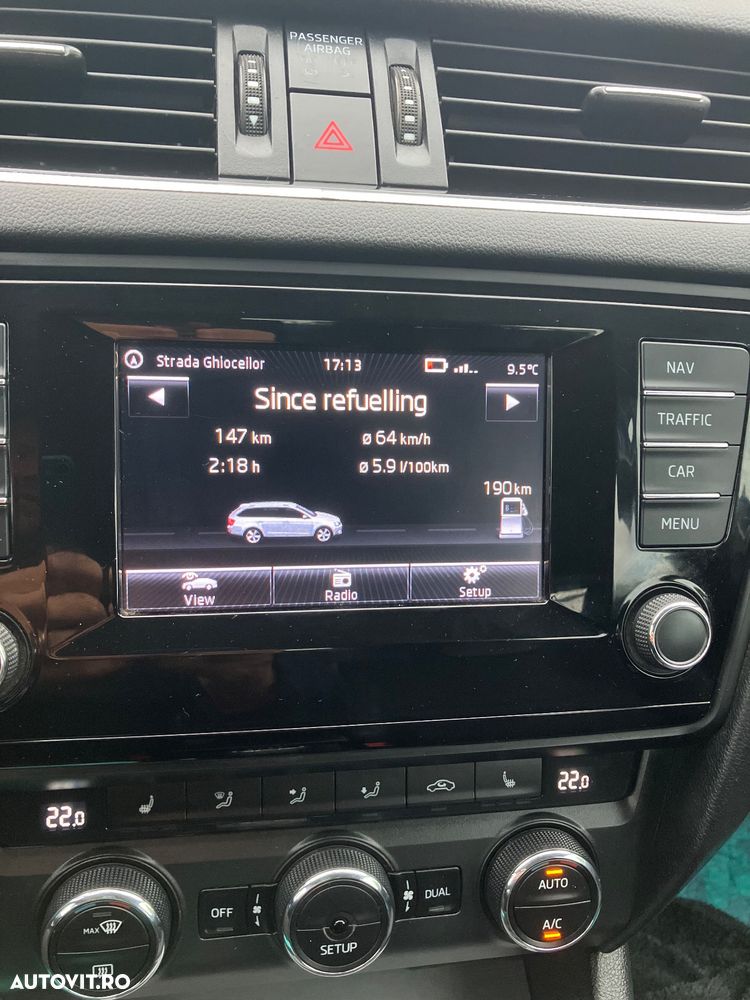 PASSENGER
AIRBAG
Strada Ghioceilor 17:13 9.5°C
Since refuelling
147 km ø 64 km/h
2:18 h ø 5.9 l/100km
190 km
View Radio Setup
NAV
TRAFFIC
CAR
MENU
22.0 22.0
OFF DUAL AUTO
MAX SETUP A/C
AUTOVIT.RO